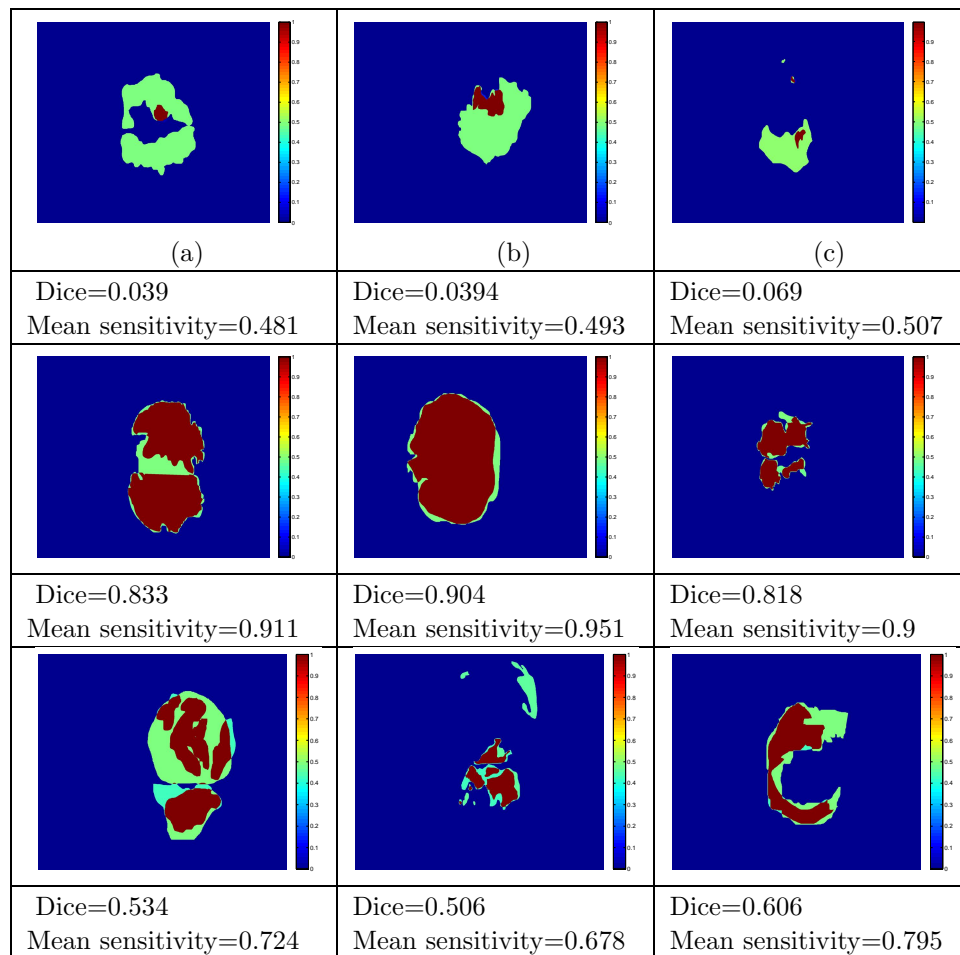 (a) (b) (c)
Dice=0.039 Dice=0.0394 Dice=0.069
Mean sensitivity=0.481 Mean sensitivity=0.493 Mean sensitivity=0.507
Dice=0.833 Dice=0.904 Dice=0.818
Mean sensitivity=0.911 Mean sensitivity=0.951 Mean sensitivity=0.9
Dice=0.534 Dice=0.506 Dice=0.606
Mean sensitivity=0.724 Mean sensitivity=0.678 Mean sensitivity=0.795